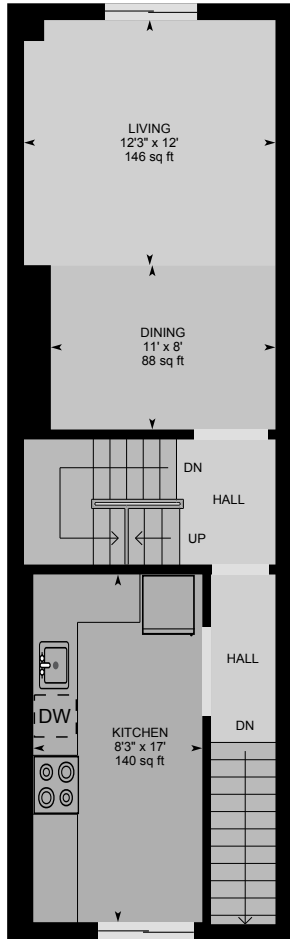 LIVING
12'3" x 12'
146 sq ft
DINING
11' x 8'
88 sq ft
DN
HALL
UP
HALL
DW
KITCHEN
8'3" x 17'
140 sq ft
DN